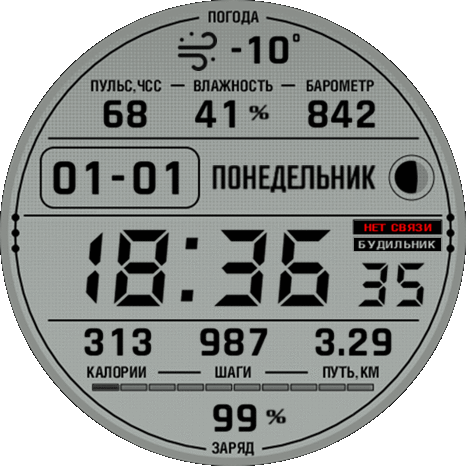 ПОГОДА
-10°
ПУЛЬС,ЧСС — ВЛАЖНОСТЬ — БАРОМЕТР
68 41 % 842
01-01 ПОНЕДЕЛЬНИК
НЕТ СВЯЗИ
БУДИЛЬНИК
18:36 35
313 987 3.29
КАЛОРИИ — ШАГИ — ПУТЬ,КМ
99 %
ЗАРЯД